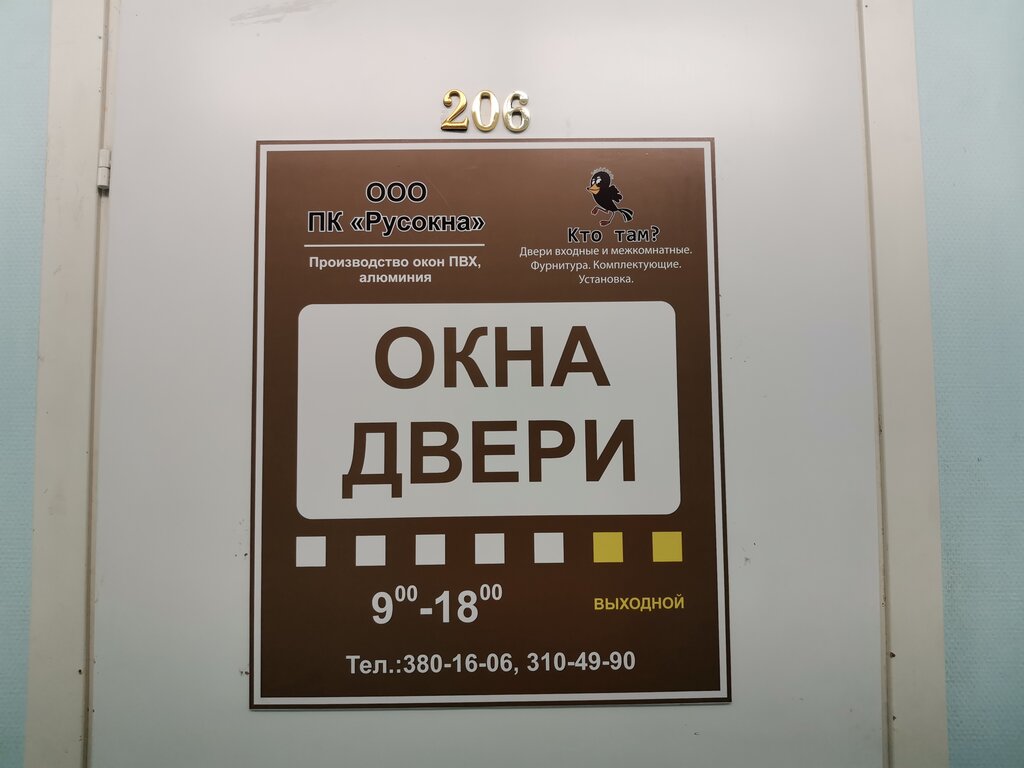 206
ООО
ПК «Русокна»
Производство окон ПВХ,
алюминия
Кто там?
Двери входные и межкомнатные.
Фурнитура. Комплектующие.
Установка.
ОКНА
ДВЕРИ
9⁰⁰-18⁰⁰
ВЫХОДНОЙ
Тел.:380-16-06, 310-49-90